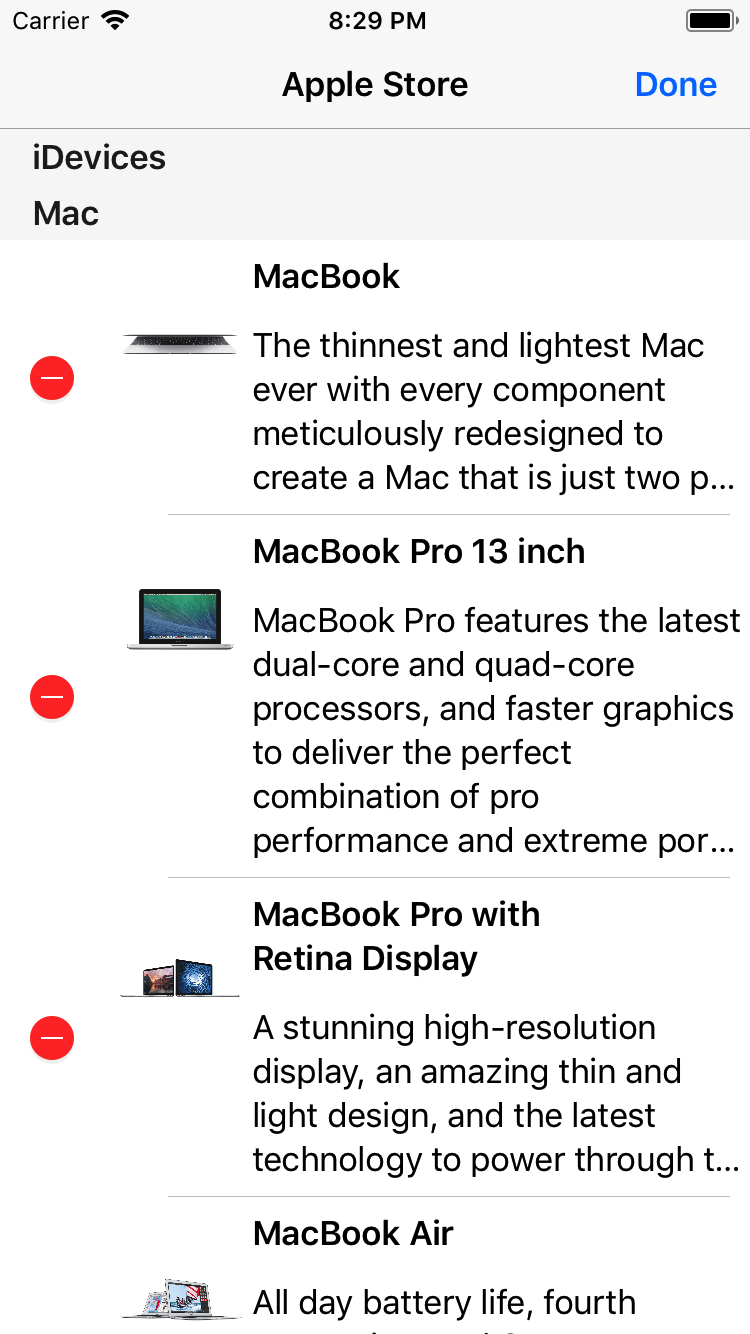 Carrier 8:29 PM
Apple Store Done
iDevices
Mac
MacBook
The thinnest and lightest Mac
ever with every component
meticulously redesigned to
create a Mac that is just two p...
MacBook Pro 13 inch
MacBook Pro features the latest
dual-core and quad-core
processors, and faster graphics
to deliver the perfect
combination of pro
performance and extreme por...
MacBook Pro with
Retina Display
A stunning high-resolution
display, an amazing thin and
light design, and the latest
technology to power through t...
MacBook Air
All day battery life, fourth